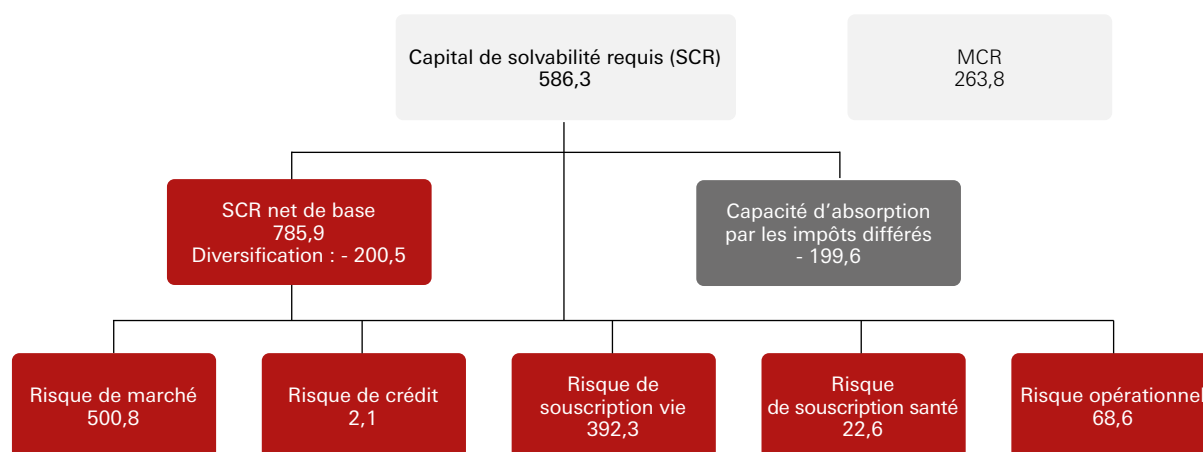 Capital de solvabilité requis (SCR)
586,3
MCR
263,8
SCR net de base
785,9
Diversification : - 200,5
Capacité d'absorption
par les impôts différés
- 199,6
Risque de marché
500,8
Risque de crédit
2,1
Risque de
souscription vie
392,3
Risque
de souscription santé
22,6
Risque opérationnel
68,6